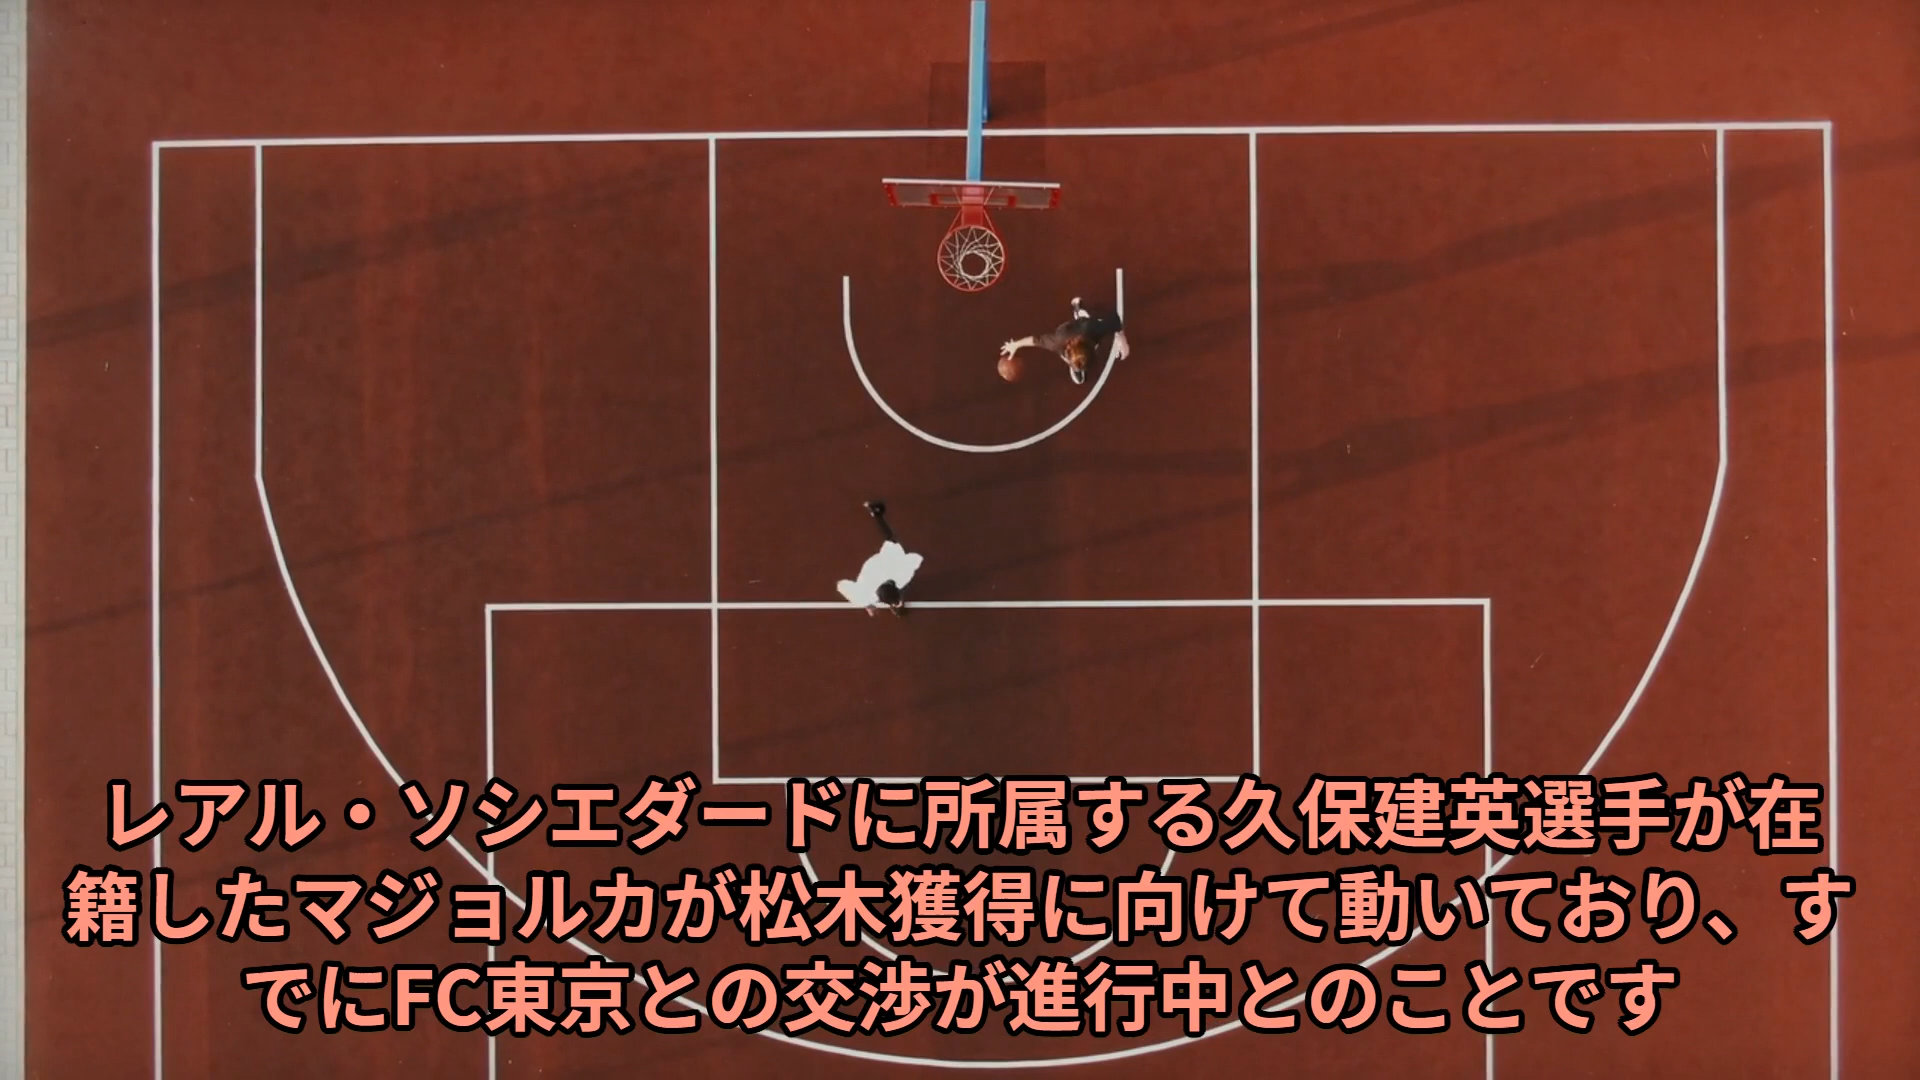 レアル・ソシエダードに所属する久保建英選手が在
籍したマジョルカが松木獲得に向けて動いており、す
でにFC東京との交渉が進行中とのことです